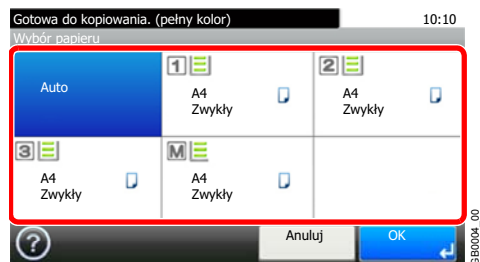 Gotowa do kopiowania. (pełny kolor)
10:10
Wybór papieru
Auto
1
A4
Zwykły
2
A4
Zwykły
3
A4
Zwykły
M
A4
Zwykły
?
Anuluj
OK
GB0004_00